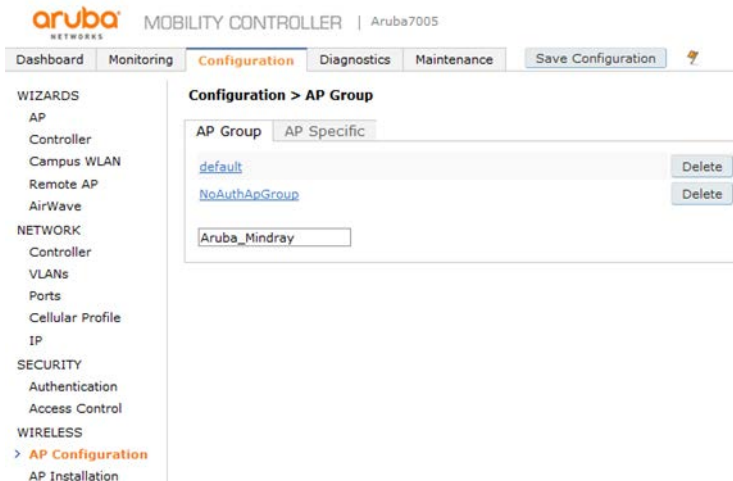 aruba NETWORKS MOBILITY CONTROLLER | Aruba7005
Dashboard Monitoring Configuration Diagnostics Maintenance Save Configuration
WIZARDS
AP
Controller
Campus WLAN
Remote AP
AirWave
NETWORK
Controller
VLANs
Ports
Cellular Profile
IP
SECURITY
Authentication
Access Control
WIRELESS
> AP Configuration
AP Installation
Configuration > AP Group
AP Group AP Specific
default Delete
NoAuthApGroup Delete
Aruba_Mindray